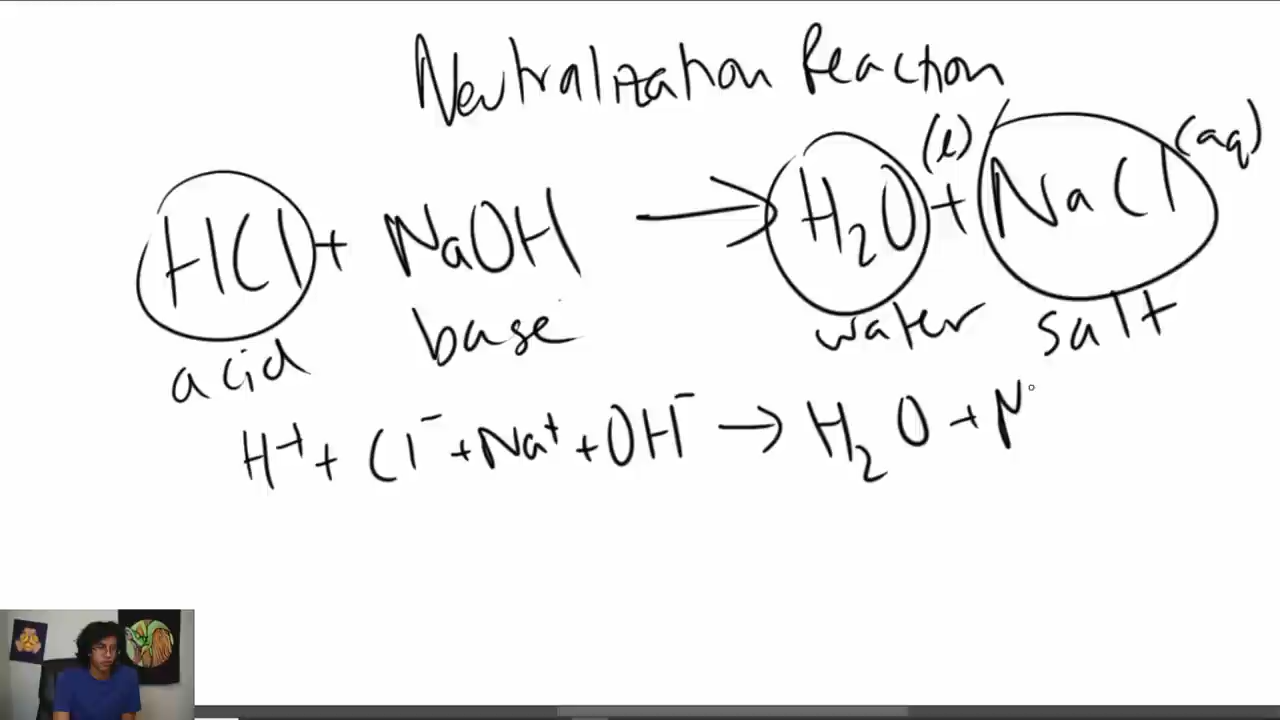 Neutralization Reaction
HCl + NaOH → H₂O (l) + NaCl (aq)
acid base water salt
H⁺ + Cl⁻ + Na⁺ + OH⁻ → H₂O + N